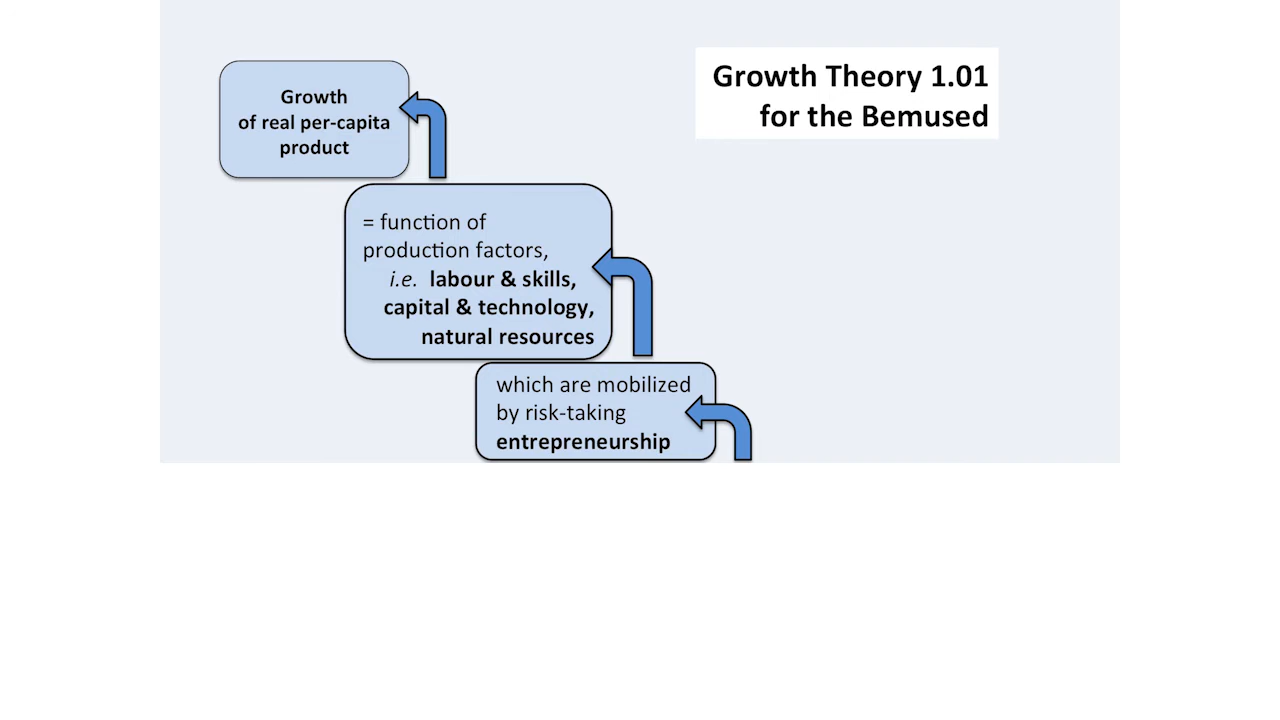 Growth Theory 1.01
for the Bemused
Growth
of real per-capita
product
= function of
production factors,
i.e. labour & skills,
capital & technology,
natural resources
which are mobilized
by risk-taking
entrepreneurship